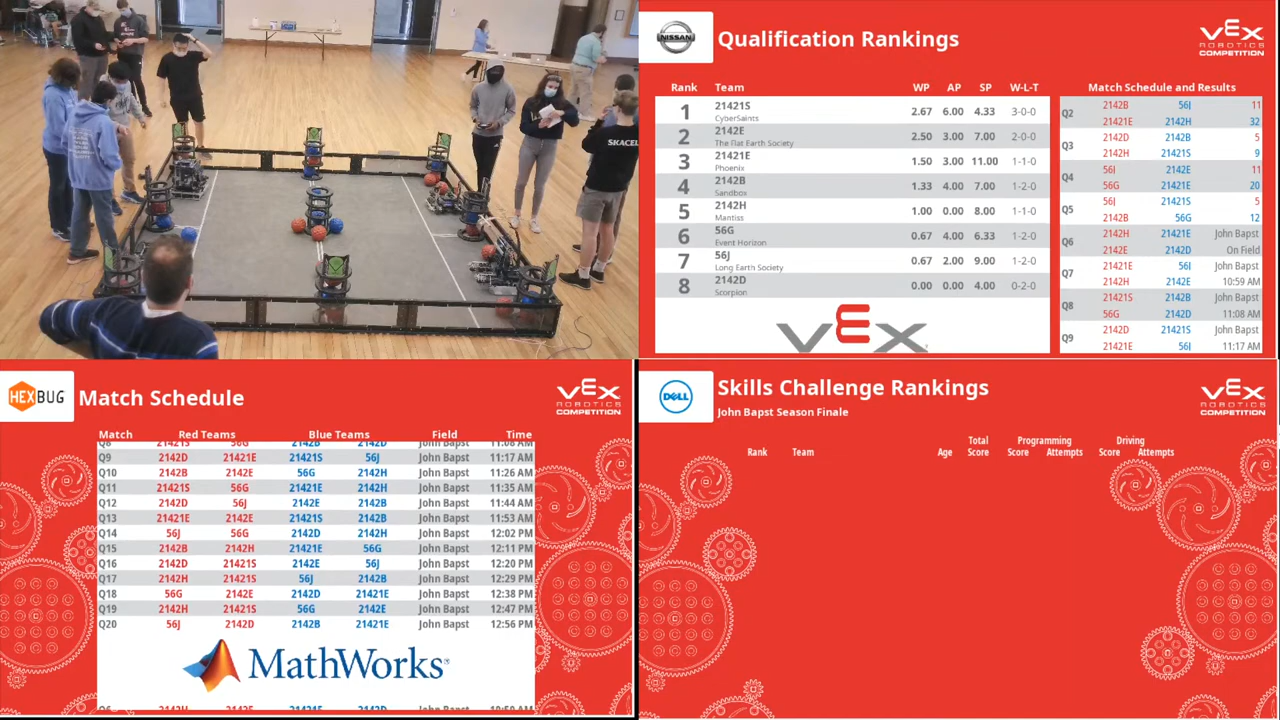 SKACEL
NISSAN
Qualification Rankings
VEX
ROBOTICS
COMPETITION
Rank Team WP AP SP W-L-T
1 21421S 2.67 6.00 4.33 3-0-0
CyberSaints
2 2142E 2.50 3.00 7.00 2-0-0
The Flat Earth Society
3 21421E 1.50 3.00 11.00 1-1-0
Phoenix
4 2142B 1.33 4.00 7.00 1-2-0
Sandbox
5 2142H 1.00 0.00 8.00 1-1-0
Mantiss
6 56G 0.67 4.00 6.33 1-2-0
Event Horizon
7 56J 0.67 2.00 9.00 1-2-0
Long Earth Society
8 2142D 0.00 0.00 4.00 0-2-0
Scorpion
VEX
Match Schedule and Results
Q2 2142B 56J 11
21421E 2142H 32
Q3 2142D 2142B 5
2142H 21421S 9
Q4 56J 2142E 11
56G 21421E 20
Q5 56J 21421S 5
2142B 56G 12
Q6 2142H 21421E John Bapst
2142E 2142D On Field
Q7 21421E 56J John Bapst
2142H 2142E 10:59 AM
Q8 21421S 2142B John Bapst
56G 2142D 11:08 AM
Q9 2142D 21421S John Bapst
21421E 56J 11:17 AM
HEXBUG
Match Schedule
VEX
ROBOTICS
COMPETITION
Match Red Teams Blue Teams Field Time
Q8 21421S 56G 2142B 2142D John Bapst 11:08 AM
Q9 2142D 21421E 21421S 56J John Bapst 11:17 AM
Q10 2142B 2142E 56G 2142H John Bapst 11:26 AM
Q11 21421S 56G 21421E 2142H John Bapst 11:35 AM
Q12 2142D 56J 2142E 2142B John Bapst 11:44 AM
Q13 21421E 2142E 21421S 2142B John Bapst 11:53 AM
Q14 56J 56G 2142D 2142H John Bapst 12:02 PM
Q15 2142B 2142H 21421E 56G John Bapst 12:11 PM
Q16 2142D 21421S 2142E 56J John Bapst 12:20 PM
Q17 2142H 21421S 56J 2142B John Bapst 12:29 PM
Q18 56G 2142E 2142D 21421E John Bapst 12:38 PM
Q19 2142H 21421S 56G 2142E John Bapst 12:47 PM
Q20 56J 2142D 2142B 21421E John Bapst 12:56 PM
MathWorks
DELL
Skills Challenge Rankings
John Bapst Season Finale
VEX
ROBOTICS
COMPETITION
Total Programming Driving
Rank Team Age Score Score Attempts Score Attempts